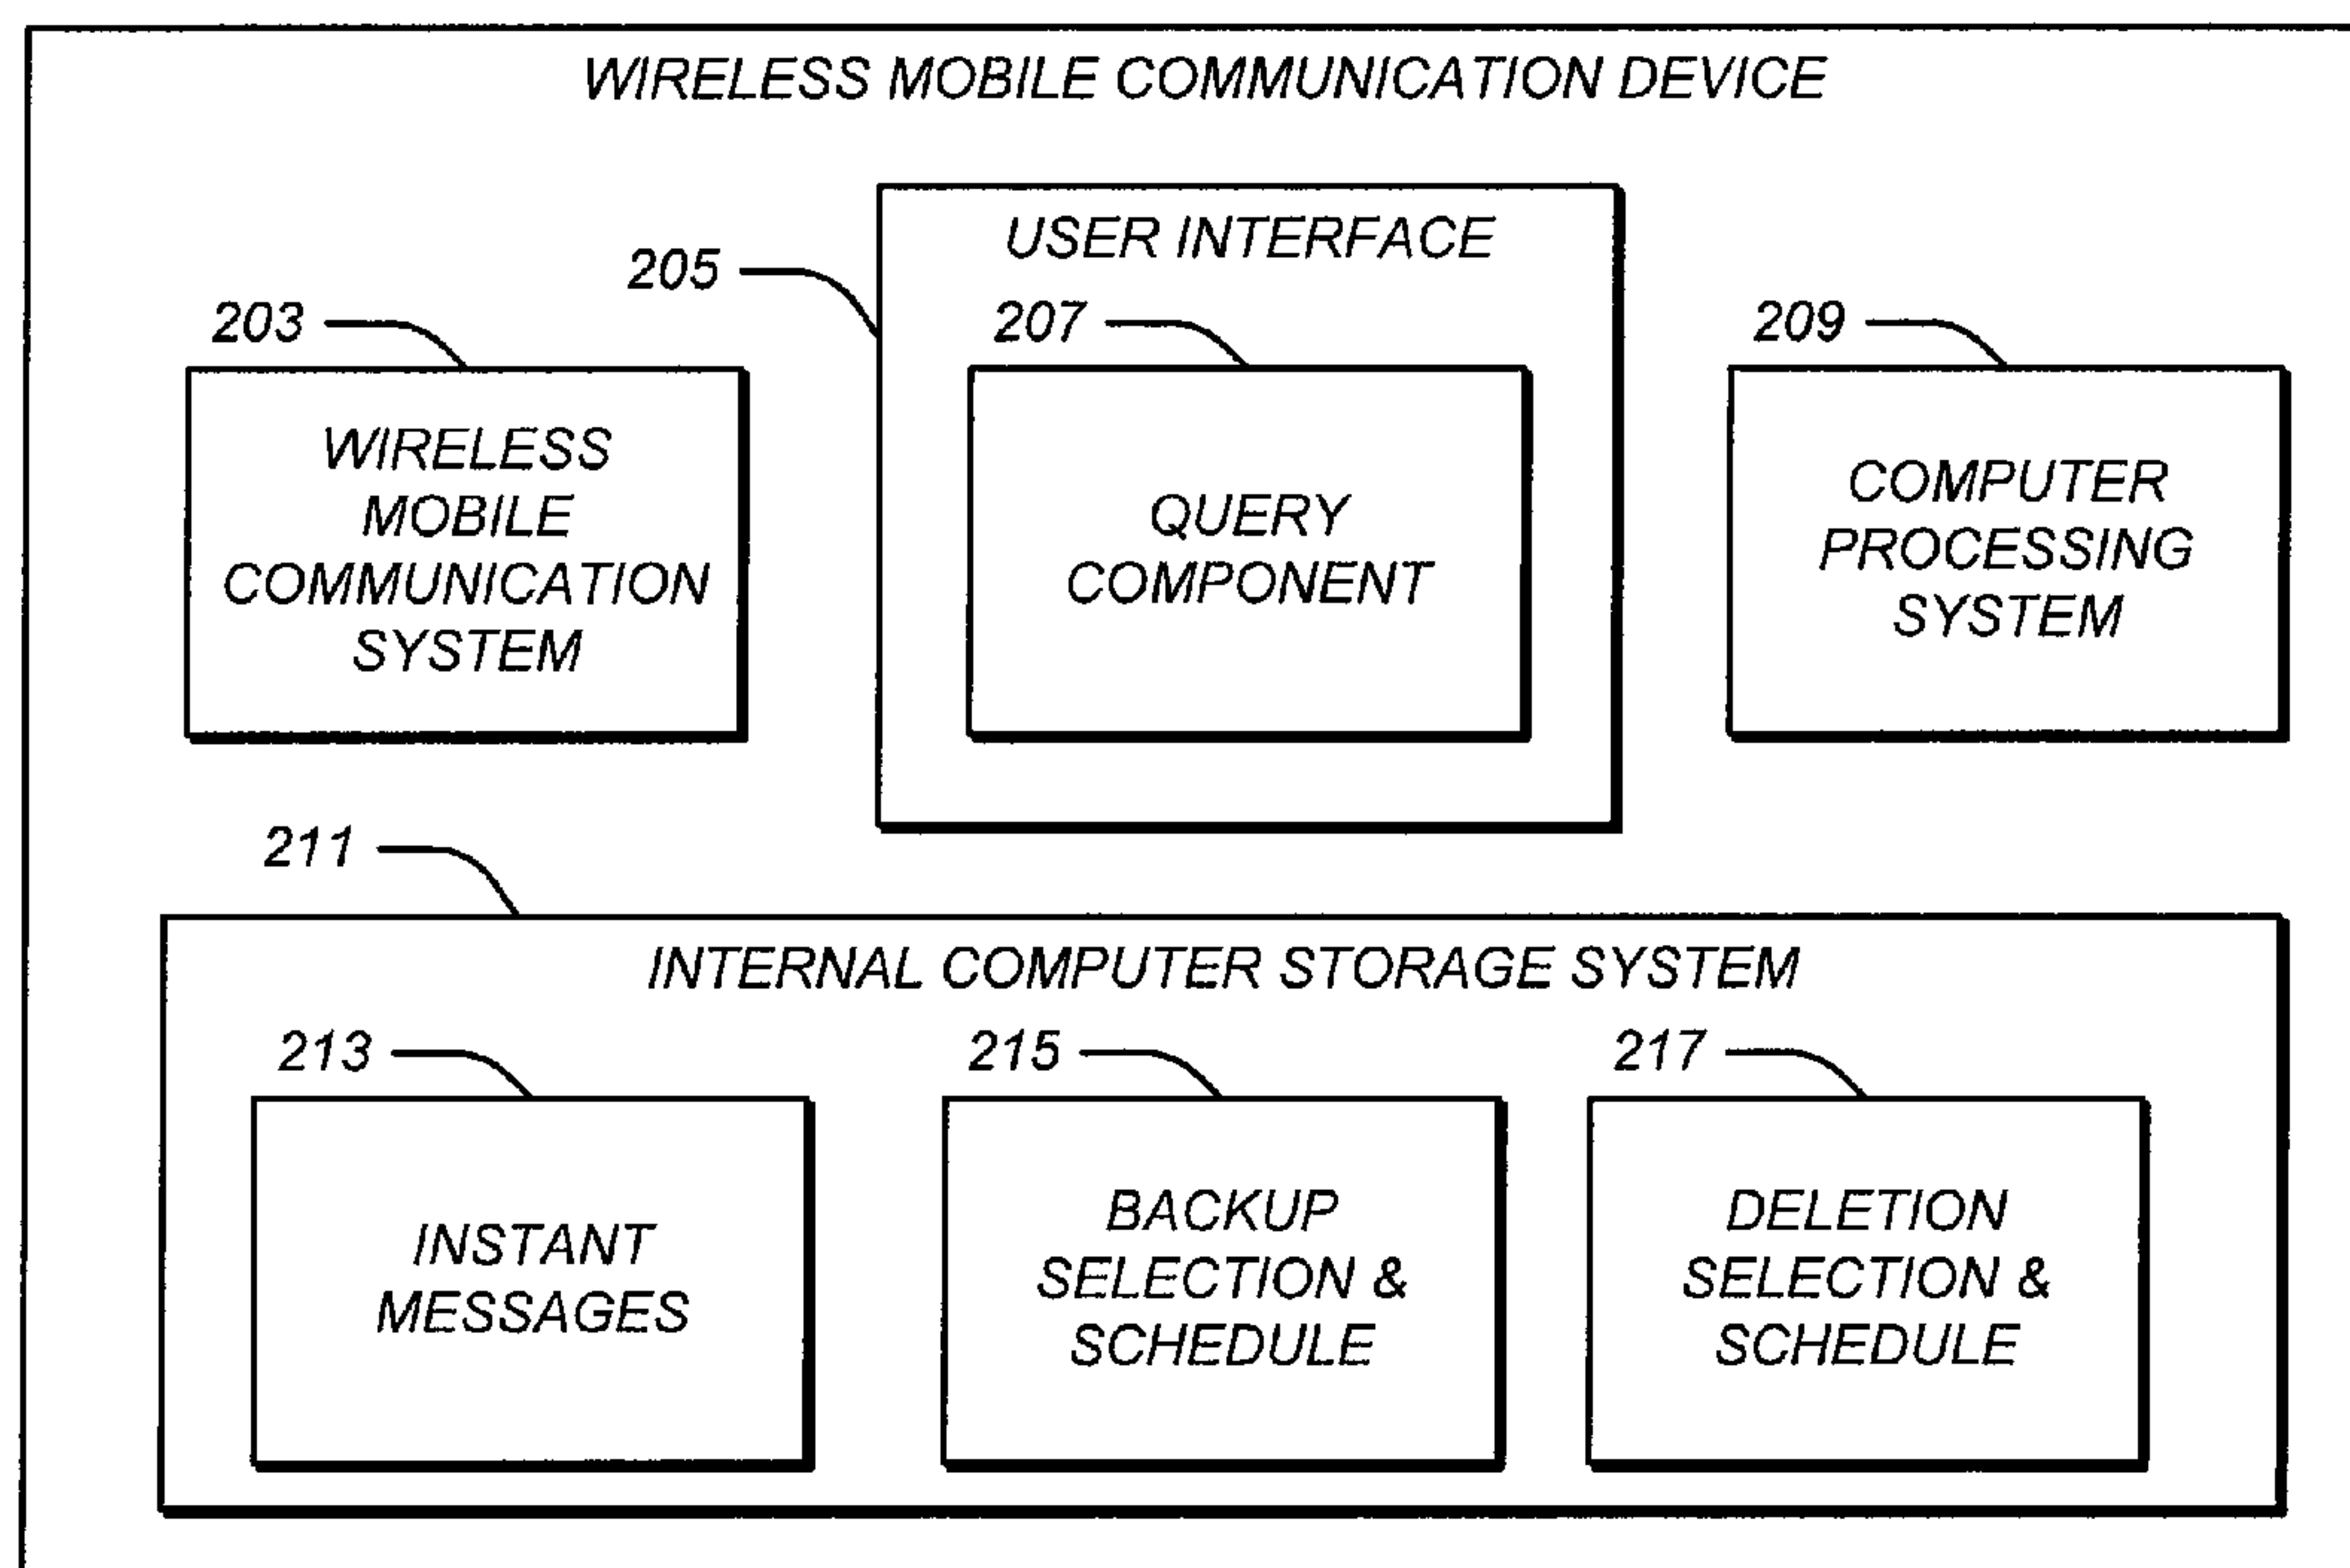 WIRELESS MOBILE COMMUNICATION DEVICE
205
USER INTERFACE
203
207
209
WIRELESS
MOBILE
COMMUNICATION
SYSTEM
QUERY
COMPONENT
COMPUTER
PROCESSING
SYSTEM
211
INTERNAL COMPUTER STORAGE SYSTEM
213
215
217
INSTANT
MESSAGES
BACKUP
SELECTION &
SCHEDULE
DELETION
SELECTION &
SCHEDULE